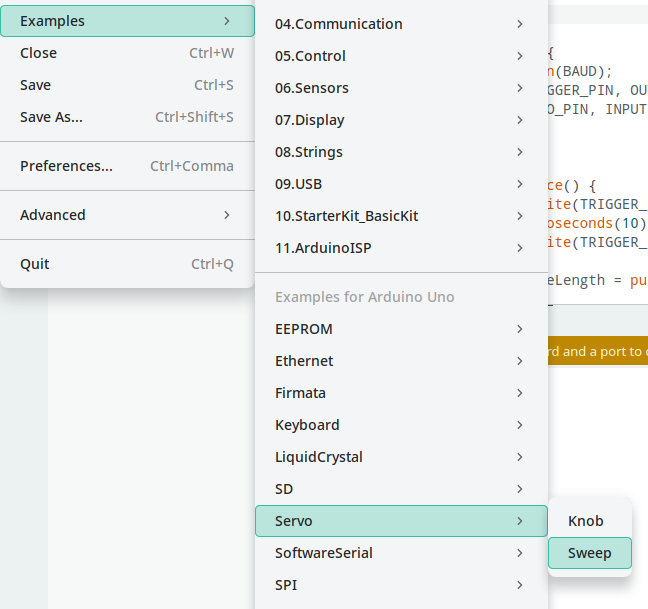 Examples
Close Ctrl+W
Save Ctrl+S
Save As... Ctrl+Shift+S
Preferences... Ctrl+Comma
Advanced
Quit Ctrl+Q
04.Communication
05.Control
06.Sensors
07.Display
08.Strings
09.USB
10.StarterKit_BasicKit
11.ArduinoISP
Examples for Arduino Uno
EEPROM
Ethernet
Firmata
Keyboard
LiquidCrystal
SD
Servo
SoftwareSerial
SPI
Knob
Sweep
{
n(BAUD);
GGER_PIN, OU
O_PIN, INPUT
ce() {
ite(TRIGGER_
oseconds(10)
ite(TRIGGER_
eLength = pu
rd and a port to